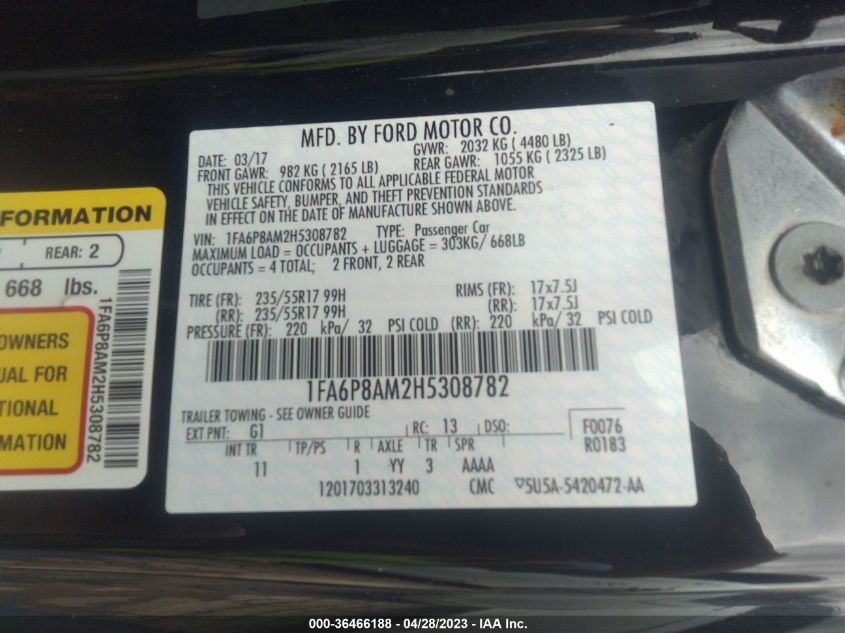 MFD. BY FORD MOTOR CO.
DATE: 03/17 GVWR: 2032 KG ( 4480 LB)
FRONT GAWR: 982 KG ( 2165 LB) REAR GAWR: 1055 KG ( 2325 LB)
THIS VEHICLE CONFORMS TO ALL APPLICABLE FEDERAL MOTOR
VEHICLE SAFETY, BUMPER, AND THEFT PREVENTION STANDARDS
IN EFFECT ON THE DATE OF MANUFACTURE SHOWN ABOVE.
VIN: 1FA6P8AM2H5308782 TYPE: Passenger Car
MAXIMUM LOAD = OCCUPANTS + LUGGAGE = 303KG/ 668LB
OCCUPANTS = 4 TOTAL; 2 FRONT, 2 REAR
TIRE (FR): 235/55R17 99H RIMS (FR): 17x7.5J
(RR): 235/55R17 99H (RR): 17x7.5J
PRESSURE (FR): 220 kPa/ 32 PSI COLD (RR): 220 kPa/ 32 PSI COLD
1FA6P8AM2H5308782
TRAILER TOWING - SEE OWNER GUIDE
EXT PNT: G1 RC: 13 DSO: F0076
INT TR TP/PS R AXLE TR SPR R0183
11 1 YY 3 AAAA
1201703313240 CMC ▽5U5A-5420472-AA
FORMATION
REAR: 2
668 lbs.
OWNERS
UAL FOR
TIONAL
MATION
1FA6P8AM2H5308782
000-36466188 - 04/28/2023 - IAA Inc.